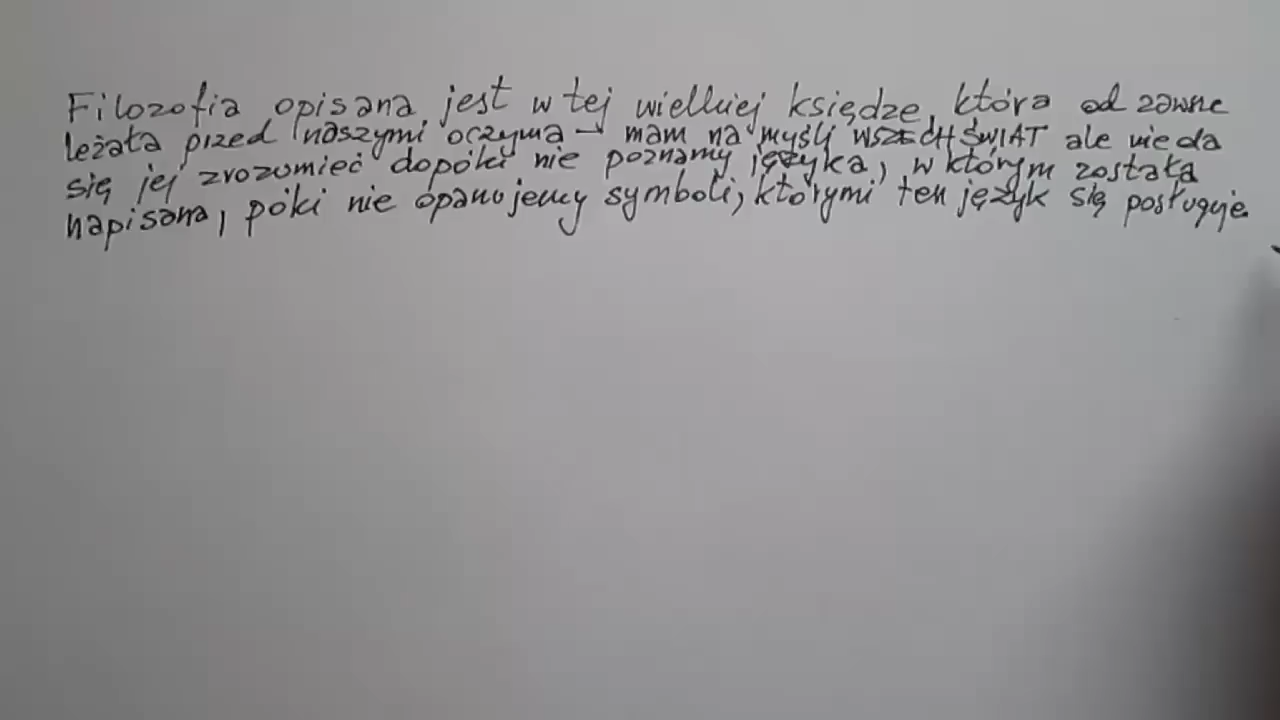 Filozofia opisana jest w tej wielkiej księdze, która od zawsze
leżała przed naszymi oczyma – mam na myśli WSZECHŚWIAT ale nie da
się jej zrozumieć dopóki nie poznamy języka, w którym została
napisana, póki nie opanujemy symboli, którymi ten język się posługuje.